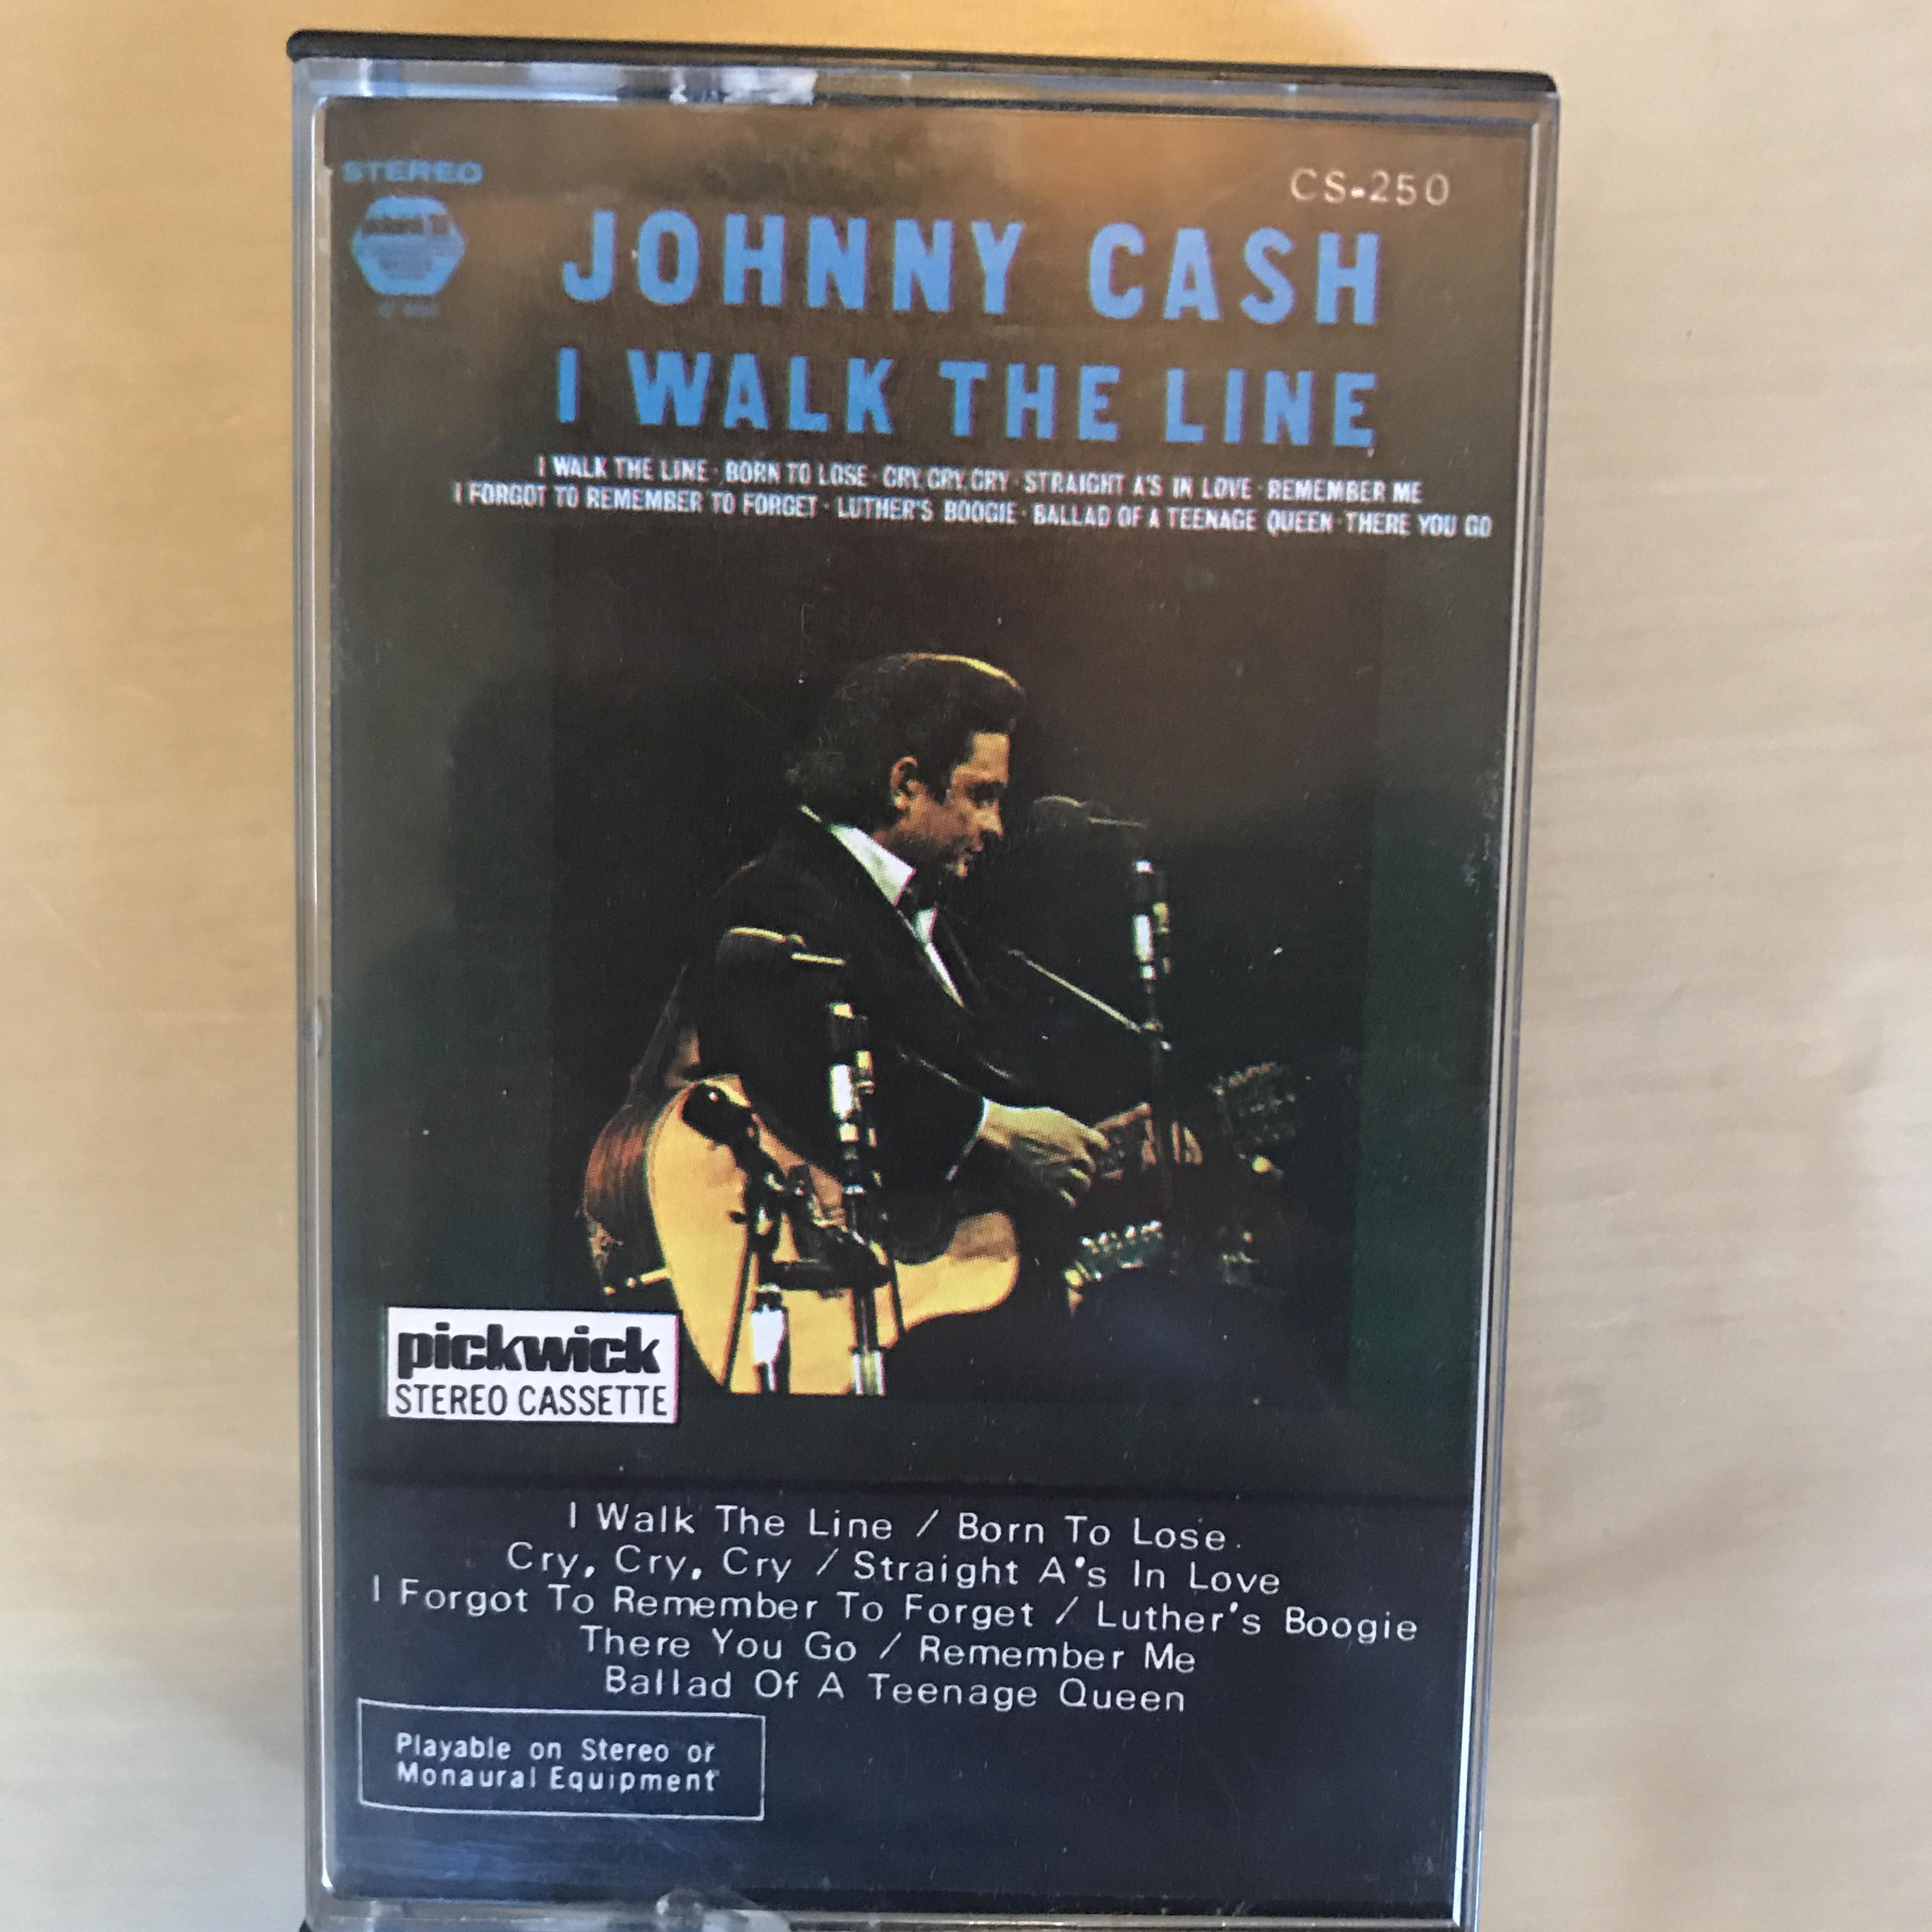 STEREO
CS-250
JOHNNY CASH
I WALK THE LINE
I WALK THE LINE · BORN TO LOSE · CRY, CRY, CRY · STRAIGHT A'S IN LOVE · REMEMBER ME
I FORGOT TO REMEMBER TO FORGET · LUTHER'S BOOGIE · BALLAD OF A TEENAGE QUEEN · THERE YOU GO
pickwick
STEREO CASSETTE
I Walk The Line / Born To Lose.
Cry, Cry, Cry / Straight A's In Love
I Forgot To Remember To Forget / Luther's Boogie
There You Go / Remember Me
Ballad Of A Teenage Queen
Playable on Stereo or
Monaural Equipment